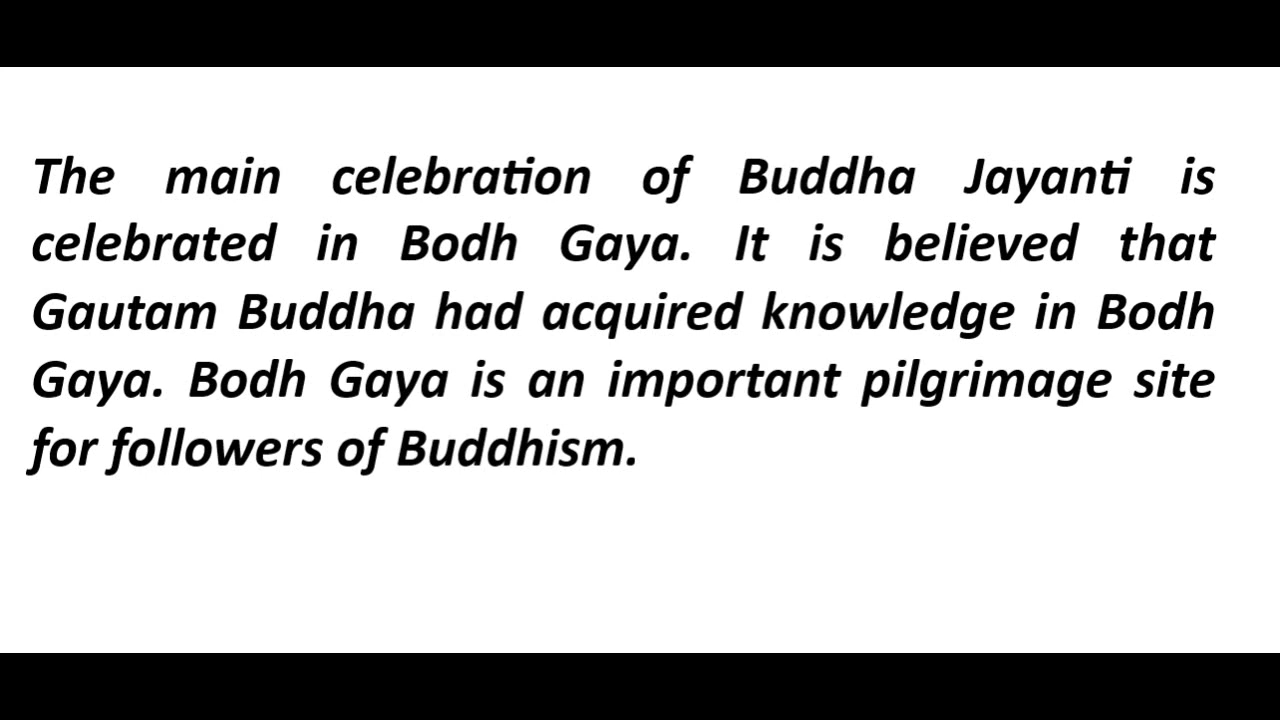 The main celebration of Buddha Jayanti is
celebrated in Bodh Gaya. It is believed that
Gautam Buddha had acquired knowledge in Bodh
Gaya. Bodh Gaya is an important pilgrimage site
for followers of Buddhism.